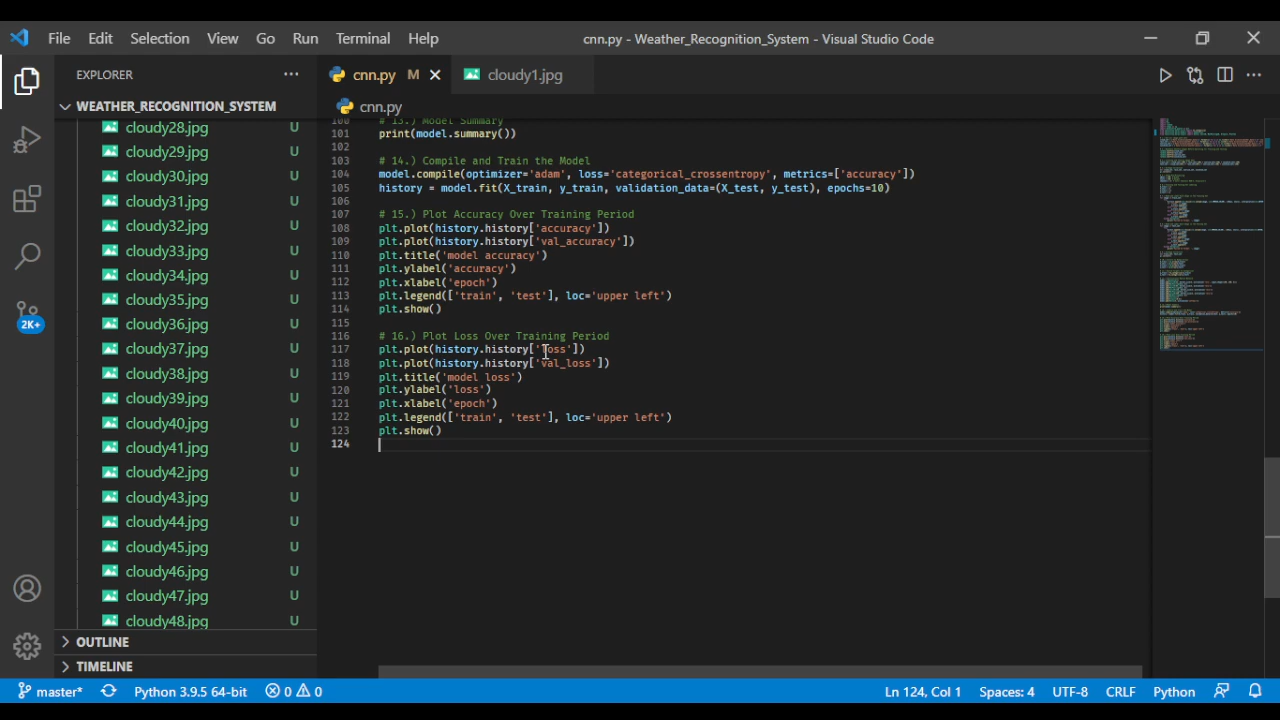 File Edit Selection View Go Run Terminal Help
cnn.py - Weather_Recognition_System - Visual Studio Code
EXPLORER
cnn.py M
cloudy1.jpg
WEATHER_RECOGNITION_SYSTEM
cnn.py
cloudy28.jpg U
cloudy29.jpg U
cloudy30.jpg U
cloudy31.jpg U
cloudy32.jpg U
cloudy33.jpg U
cloudy34.jpg U
cloudy35.jpg U
cloudy36.jpg U
cloudy37.jpg U
cloudy38.jpg U
cloudy39.jpg U
cloudy40.jpg U
cloudy41.jpg U
cloudy42.jpg U
cloudy43.jpg U
cloudy44.jpg U
cloudy45.jpg U
cloudy46.jpg U
cloudy47.jpg U
cloudy48.jpg U
OUTLINE
TIMELINE
2K+
100 # 13.) Model Summary
101 print(model.summary())
102
103 # 14.) Compile and Train the Model
104 model.compile(optimizer='adam', loss='categorical_crossentropy', metrics=['accuracy'])
105 history = model.fit(X_train, y_train, validation_data=(X_test, y_test), epochs=10)
106
107 # 15.) Plot Accuracy Over Training Period
108 plt.plot(history.history['accuracy'])
109 plt.plot(history.history['val_accuracy'])
110 plt.title('model accuracy')
111 plt.ylabel('accuracy')
112 plt.xlabel('epoch')
113 plt.legend(['train', 'test'], loc='upper left')
114 plt.show()
115
116 # 16.) Plot Loss Over Training Period
117 plt.plot(history.history['loss'])
118 plt.plot(history.history['val_loss'])
119 plt.title('model loss')
120 plt.ylabel('loss')
121 plt.xlabel('epoch')
122 plt.legend(['train', 'test'], loc='upper left')
123 plt.show()
124
master* Python 3.9.5 64-bit 0 0 Ln 124, Col 1 Spaces: 4 UTF-8 CRLF Python